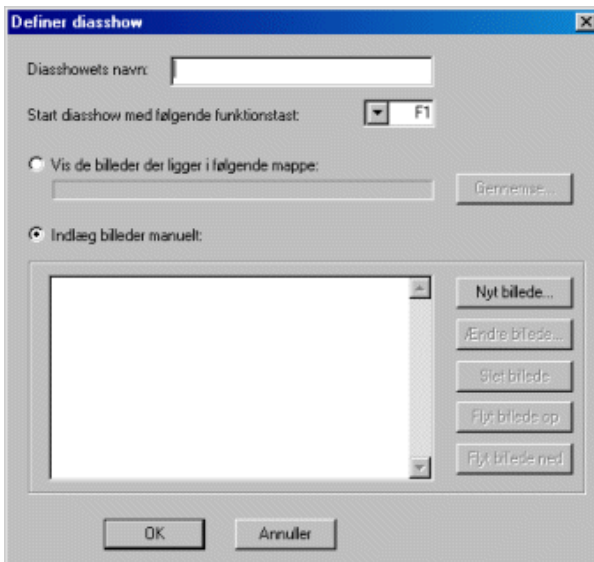 Definer diasshow
Diasshowets navn:
Start diasshow med følgende funktionstast: F1
Vis de billeder der ligger i følgende mappe:
Gennemse...
Indlæg billeder manuelt:
Nyt billede...
Ændre billede...
Slet billede
Flyt billede op
Flyt billede ned
OK Annuller